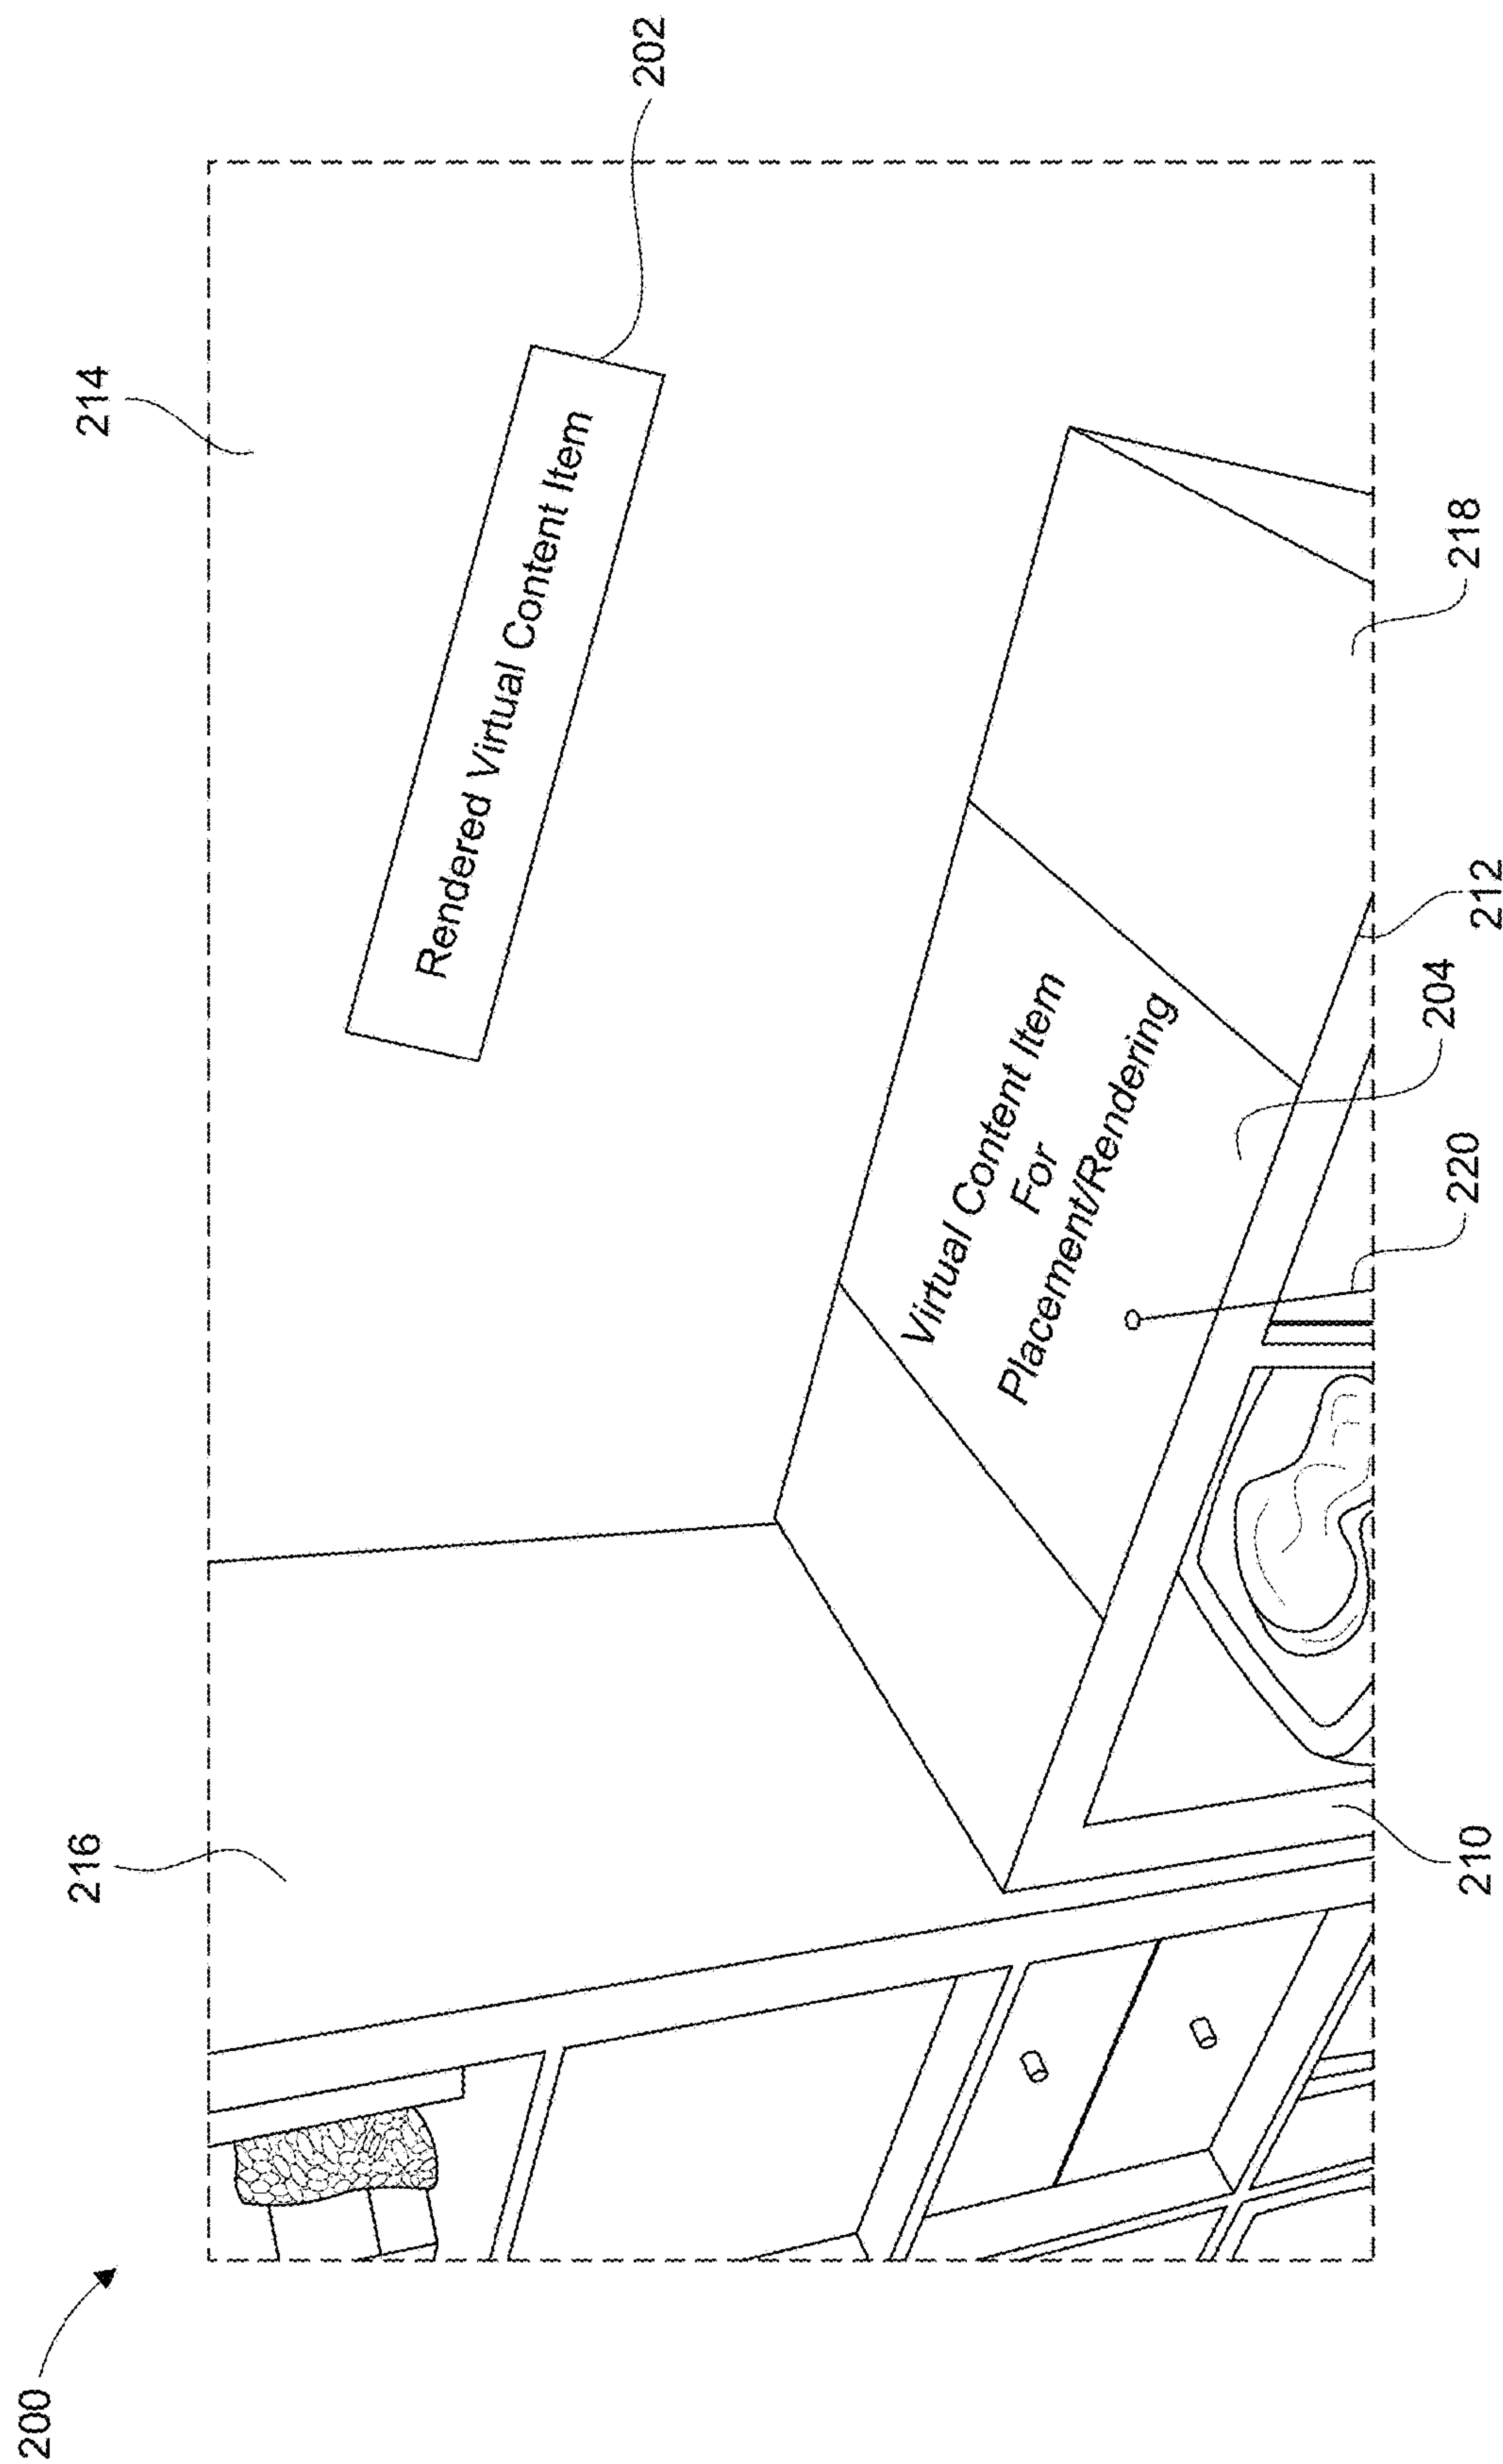 200
216
214
202
Rendered Virtual Content Item
Virtual Content Item
For
Placement/Rendering
210
220
204
212
218